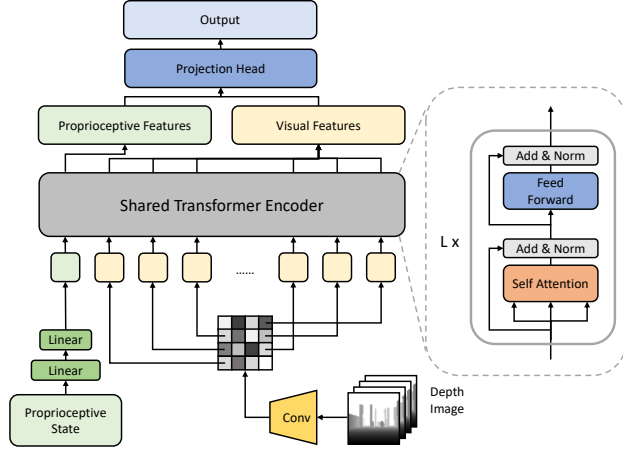 Output
Projection Head
Proprioceptive Features
Visual Features
Shared Transformer Encoder
......
Linear
Linear
Proprioceptive
State
Conv
Depth
Image
L x
Add & Norm
Feed
Forward
Add & Norm
Self Attention